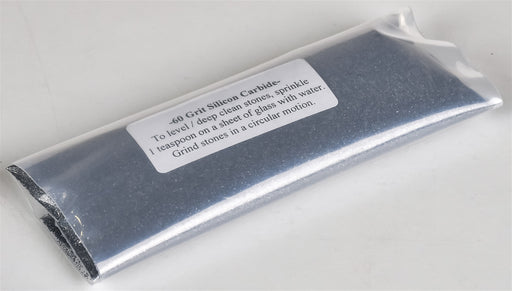 -60 Grit Silicon Carbide-
To level / deep clean stones, sprinkle
1 teaspoon on a sheet of glass with water.
Grind stones in a circular motion.